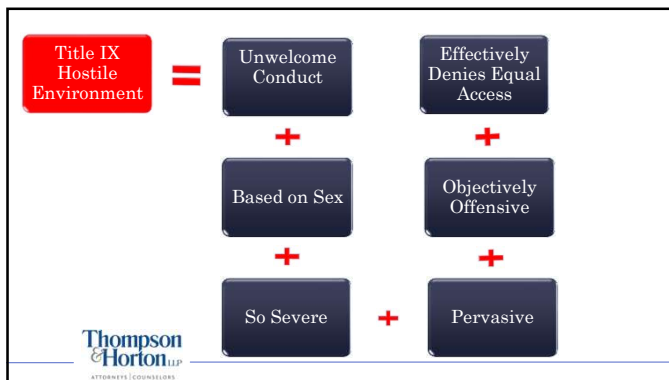 Title IX
Hostile
Environment
=
Unwelcome
Conduct
+
Based on Sex
+
So Severe
+
Pervasive
+
Objectively
Offensive
+
Effectively
Denies Equal
Access
Thompson
& Horton LLP
ATTORNEYS | COUNSELORS